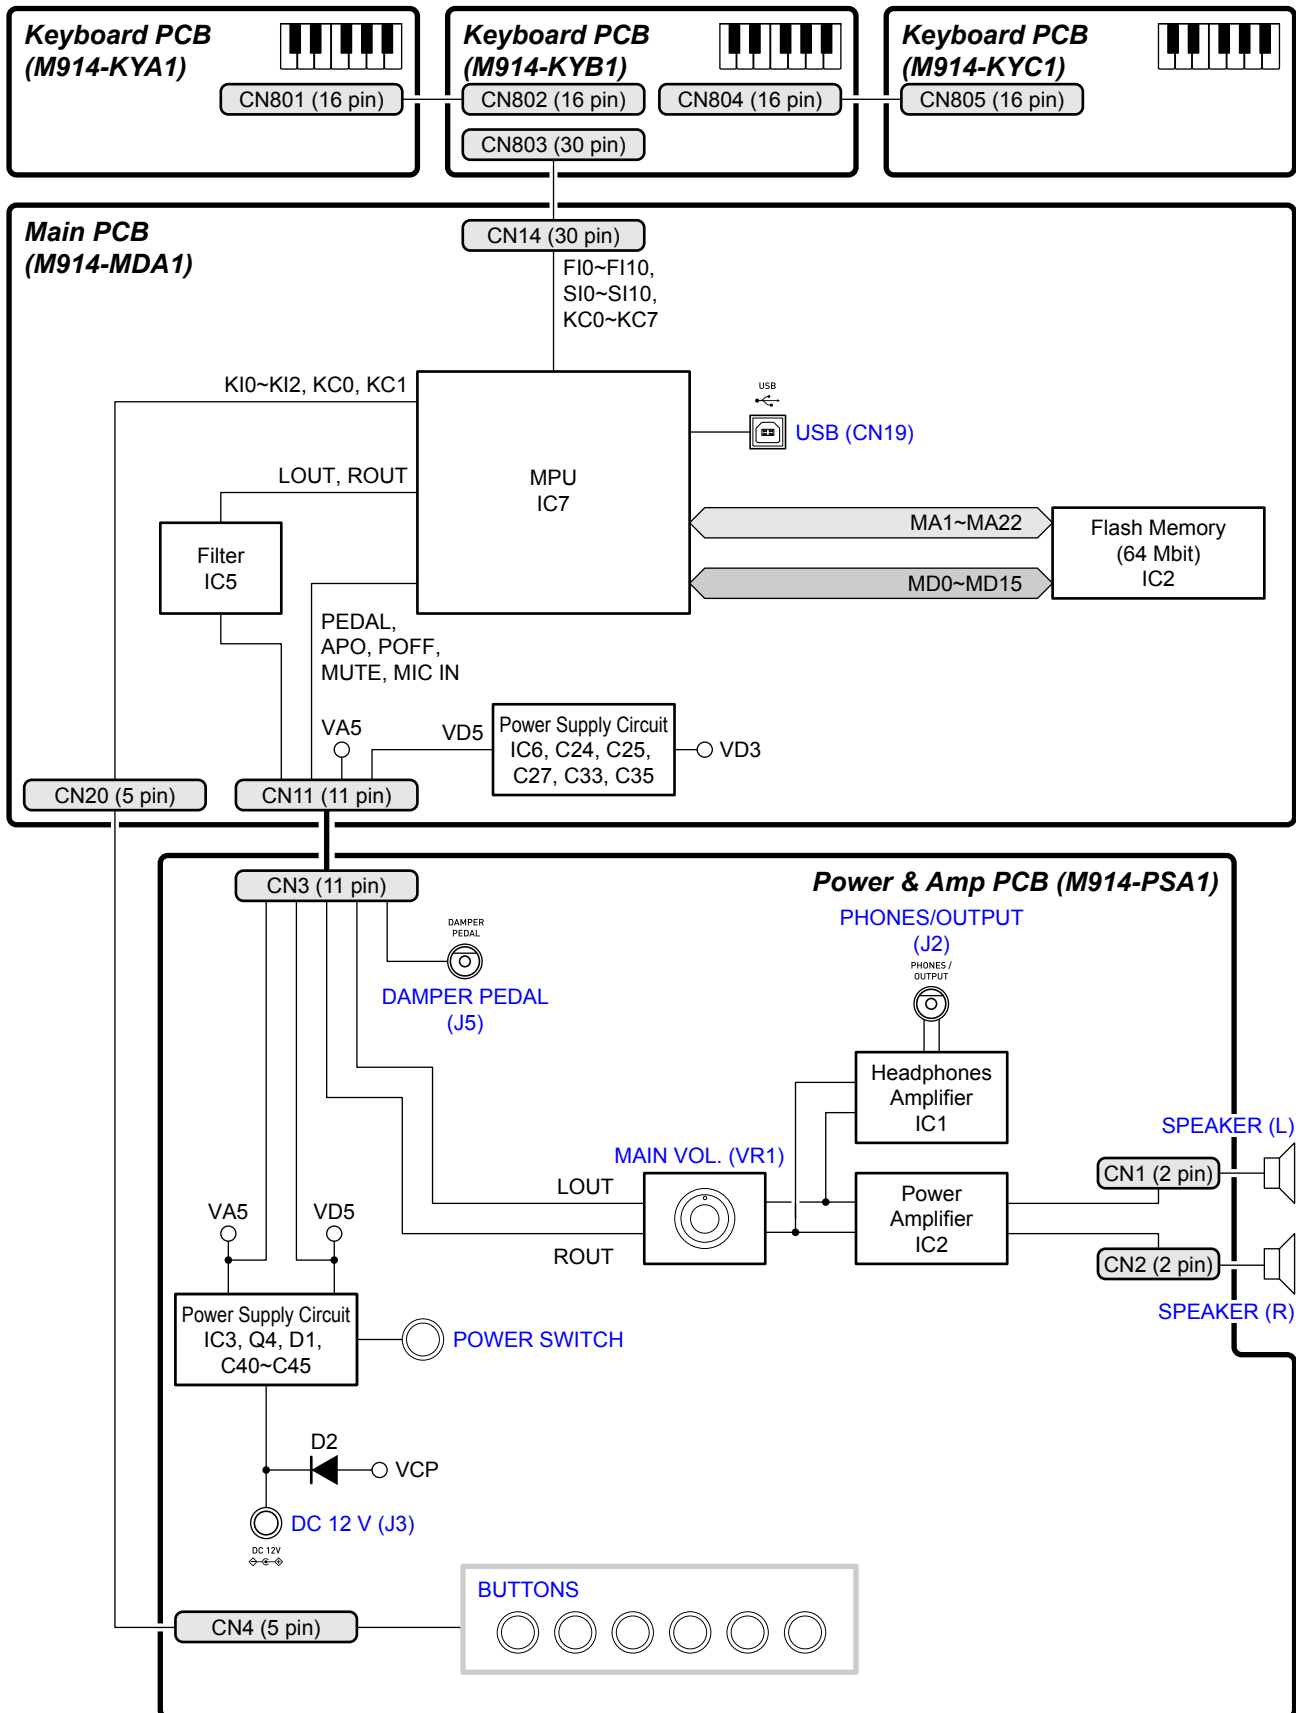 Keyboard PCB
(M914-KYA1)
CN801 (16 pin)
Keyboard PCB
(M914-KYB1)
CN802 (16 pin)
CN804 (16 pin)
CN803 (30 pin)
Keyboard PCB
(M914-KYC1)
CN805 (16 pin)
Main PCB
(M914-MDA1)
CN14 (30 pin)
FI0~FI10,
SI0~SI10,
KC0~KC7
KI0~KI2, KC0, KC1
USB
USB (CN19)
LOUT, ROUT
MPU
IC7
MA1~MA22
MD0~MD15
Flash Memory
(64 Mbit)
IC2
Filter
IC5
PEDAL,
APO, POFF,
MUTE, MIC IN
VA5
VD5
Power Supply Circuit
IC6, C24, C25,
C27, C33, C35
VD3
CN20 (5 pin)
CN11 (11 pin)
CN3 (11 pin)
Power & Amp PCB (M914-PSA1)
DAMPER
PEDAL
DAMPER PEDAL
(J5)
PHONES/OUTPUT
(J2)
PHONES /
OUTPUT
Headphones
Amplifier
IC1
MAIN VOL. (VR1)
LOUT
ROUT
Power
Amplifier
IC2
SPEAKER (L)
CN1 (2 pin)
CN2 (2 pin)
SPEAKER (R)
VA5
VD5
Power Supply Circuit
IC3, Q4, D1,
C40~C45
POWER SWITCH
D2
VCP
DC 12 V (J3)
DC 12V
BUTTONS
CN4 (5 pin)